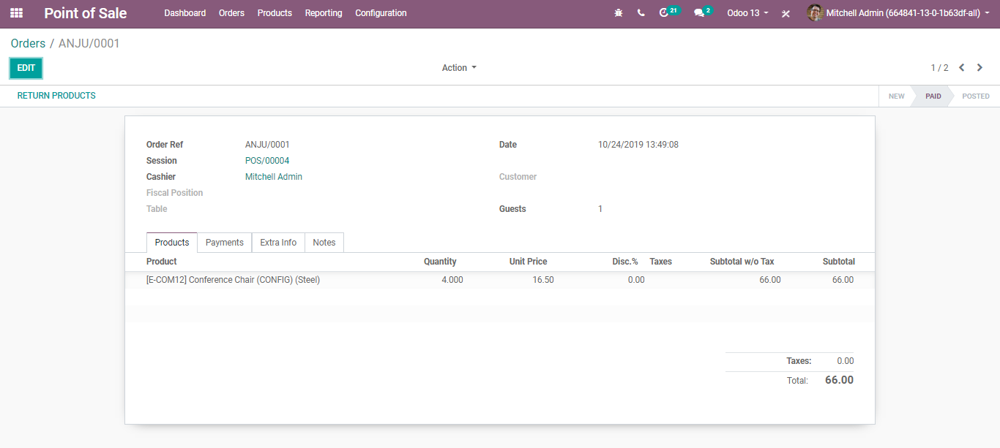 Point of Sale Dashboard Orders Products Reporting Configuration 21 2 Odoo 13 Mitchell Admin (664841-13-0-1b63df-all)
Orders / ANJU/0001
EDIT Action 1 / 2
RETURN PRODUCTS NEW PAID POSTED
Order Ref ANJU/0001 Date 10/24/2019 13:49:08
Session POS/00004
Cashier Mitchell Admin Customer
Fiscal Position
Table Guests 1
Products Payments Extra Info Notes
Product Quantity Unit Price Disc.% Taxes Subtotal w/o Tax Subtotal
[E-COM12] Conference Chair (CONFIG) (Steel) 4.000 16.50 0.00 66.00 66.00
Taxes: 0.00
Total: 66.00